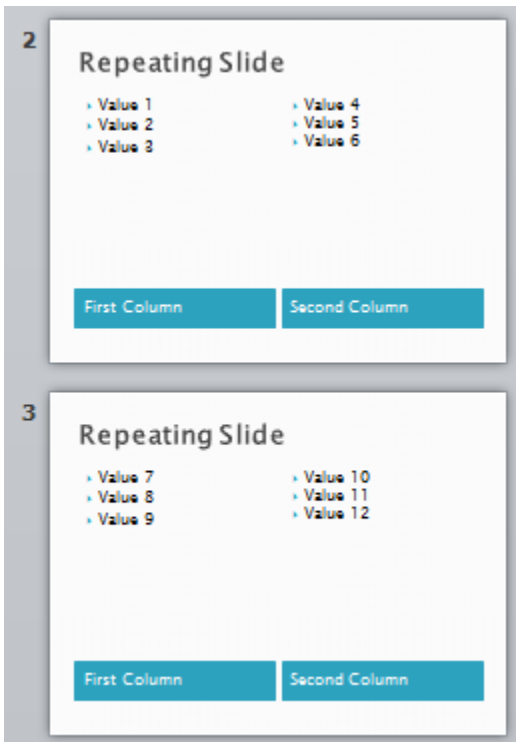 2
Repeating Slide
Value 1
Value 2
Value 3
Value 4
Value 5
Value 6
First Column
Second Column
3
Repeating Slide
Value 7
Value 8
Value 9
Value 10
Value 11
Value 12
First Column
Second Column